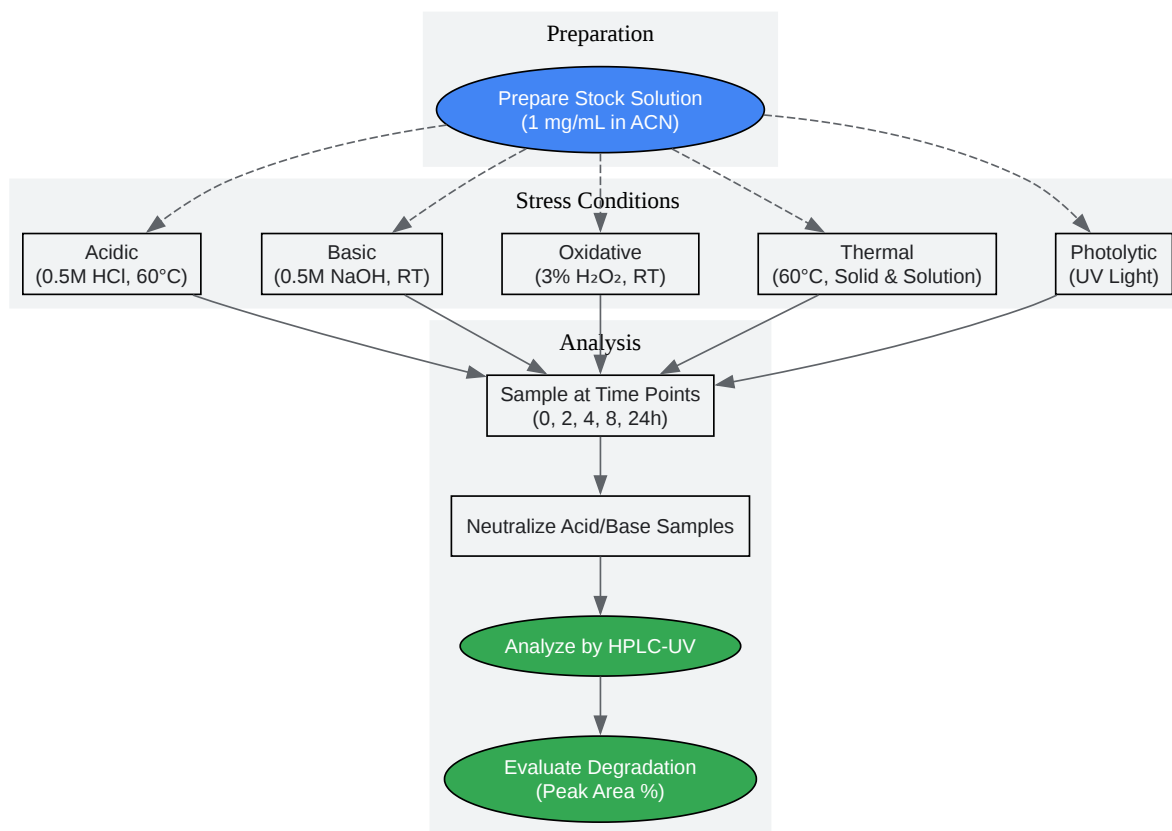 Preparation
Prepare Stock Solution
(1 mg/mL in ACN)
Stress Conditions
Acidic
(0.5M HCl, 60°C)
Basic
(0.5M NaOH, RT)
Oxidative
(3% H₂O₂, RT)
Thermal
(60°C, Solid & Solution)
Photolytic
(UV Light)
Analysis
Sample at Time Points
(0, 2, 4, 8, 24h)
Neutralize Acid/Base Samples
Analyze by HPLC-UV
Evaluate Degradation
(Peak Area %)